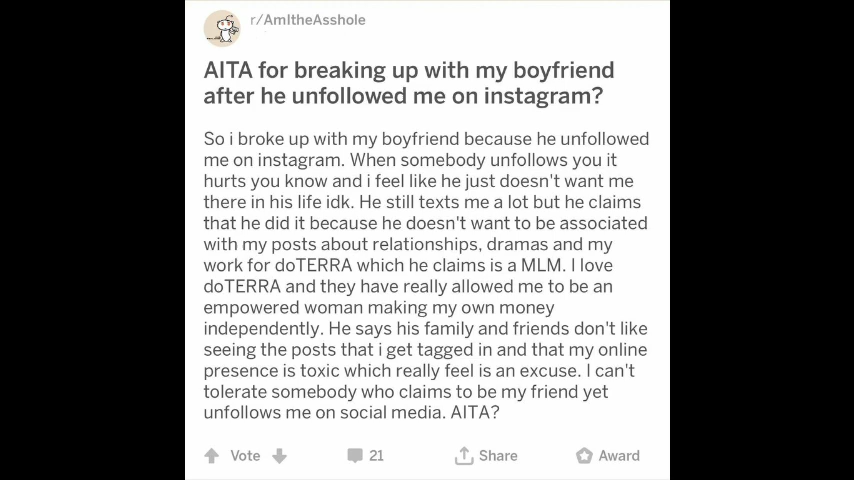 r/AmItheAsshole
AITA for breaking up with my boyfriend
after he unfollowed me on instagram?
So i broke up with my boyfriend because he unfollowed
me on instagram. When somebody unfollows you it
hurts you know and i feel like he just doesn't want me
there in his life idk. He still texts me a lot but he claims
that he did it because he doesn't want to be associated
with my posts about relationships, dramas and my
work for doTERRA which he claims is a MLM. I love
doTERRA and they have really allowed me to be an
empowered woman making my own money
independently. He says his family and friends don't like
seeing the posts that i get tagged in and that my online
presence is toxic which really feel is an excuse. I can't
tolerate somebody who claims to be my friend yet
unfollows me on social media. AITA?
Vote 21 Share Award